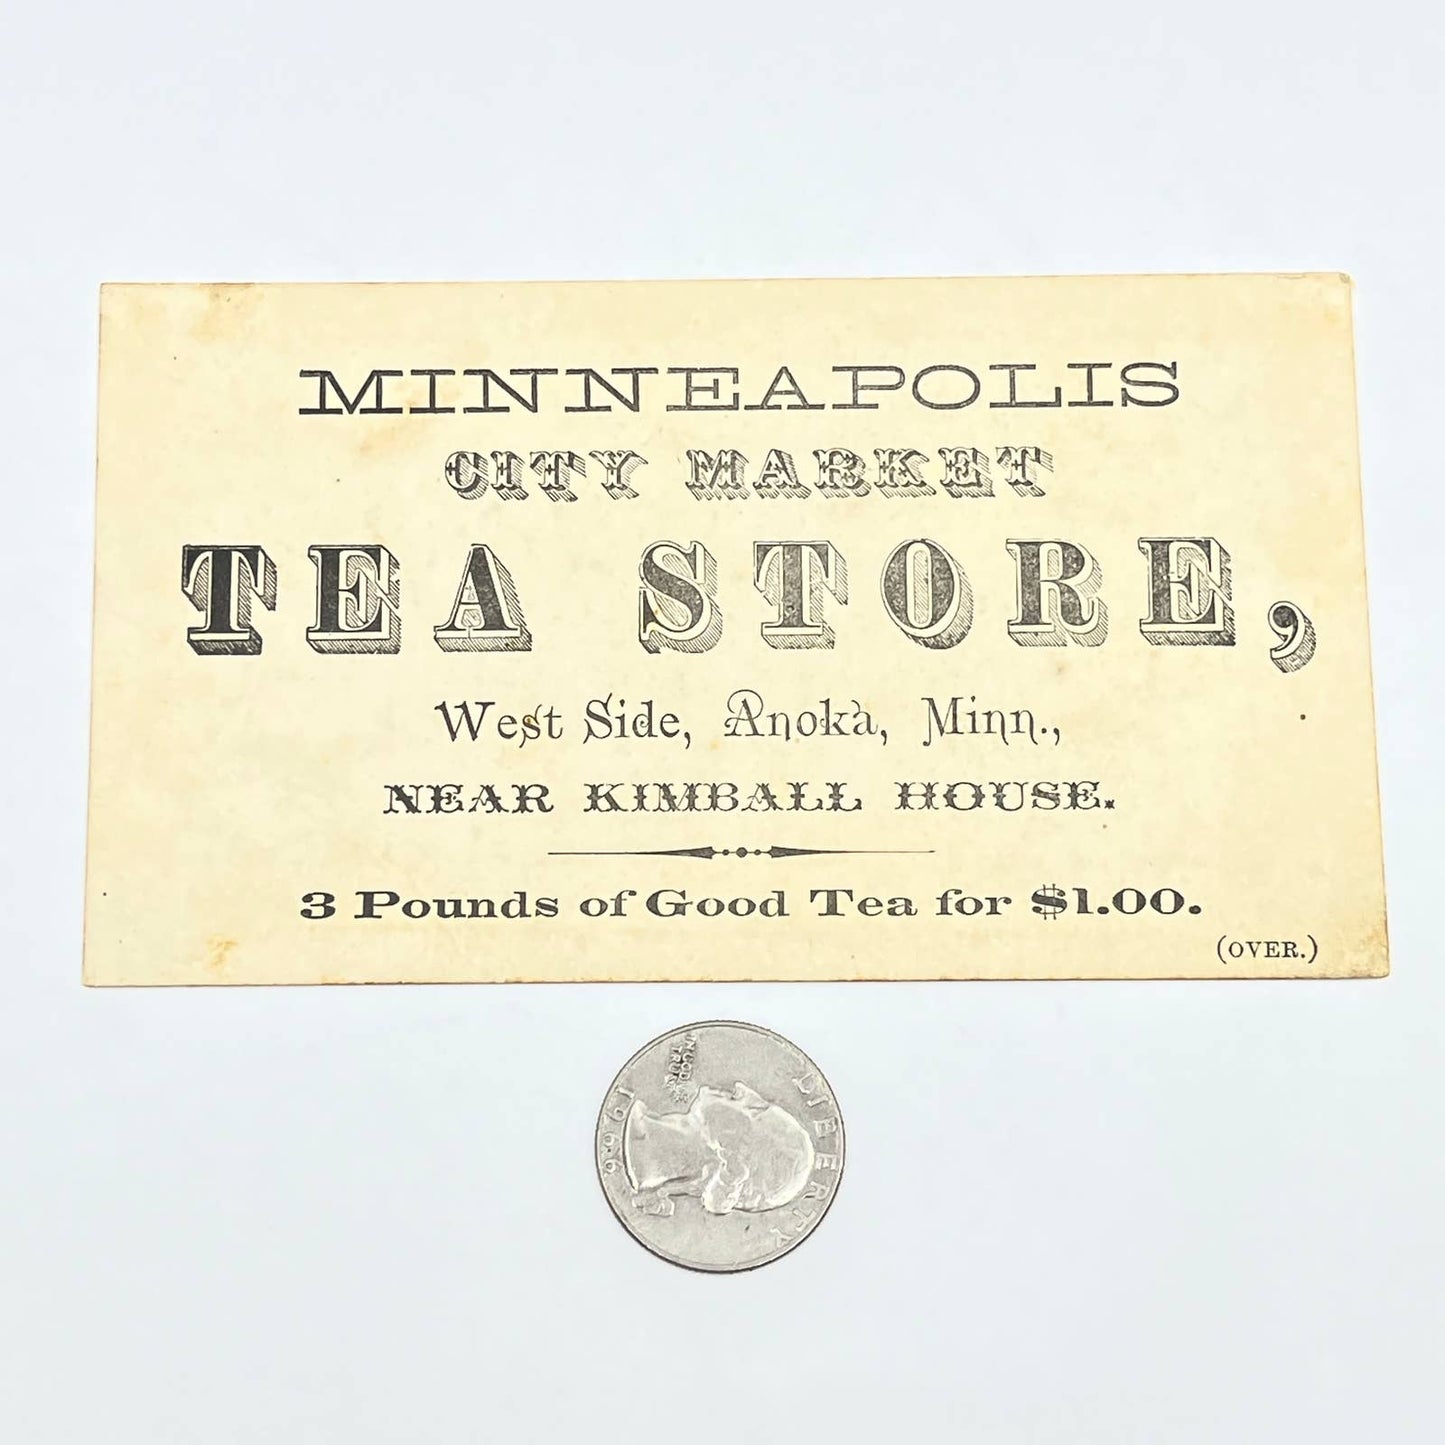 MINNEAPOLIS
CITY MARKET
TEA STORE,
West Side, Anoka, Minn.,
NEAR KIMBALL HOUSE.
3 Pounds of Good Tea for $1.00.
(OVER.)
LIBERTY
IN GOD WE
TRUST
1966